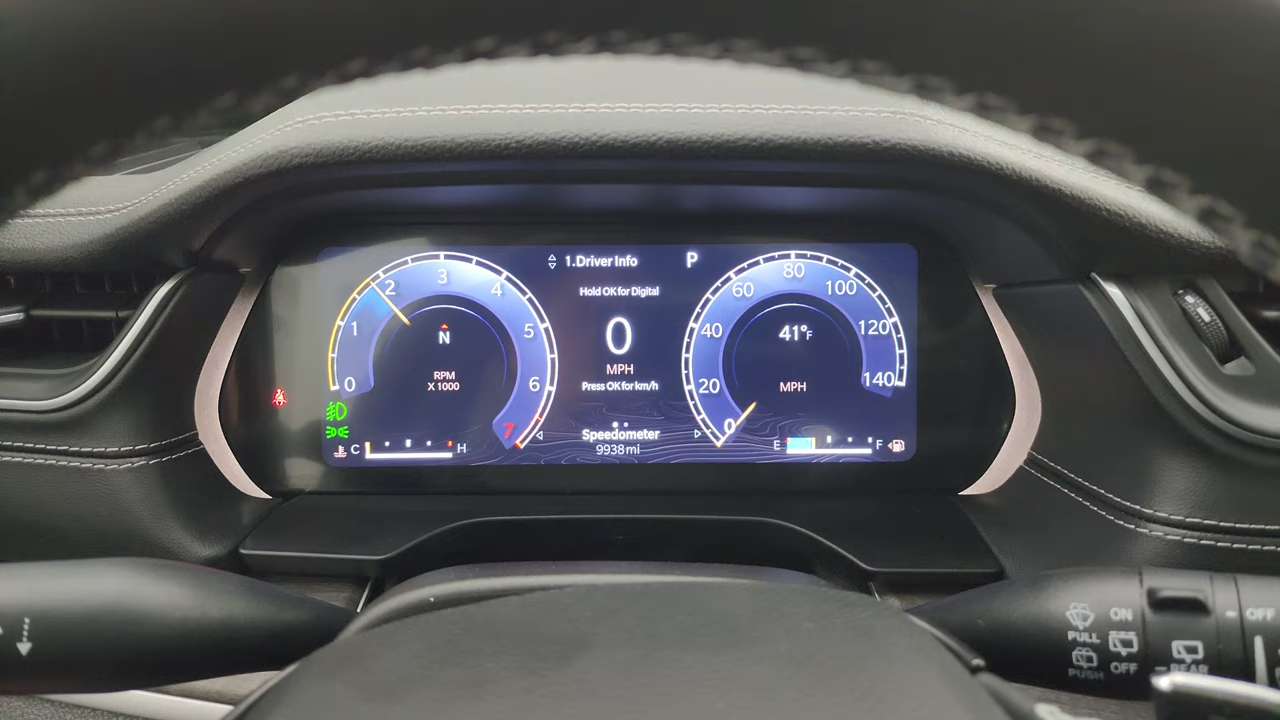 1.Driver Info
P
Hold OK for Digital
0
MPH
Press OK for km/h
Speedometer
9938 mi
0
1
2
3
4
5
6
7
N
RPM
X 1000
C
H
0
20
40
60
80
100
120
140
41°F
MPH
E
F
PULL
PUSH
ON
OFF
OFF
REAR